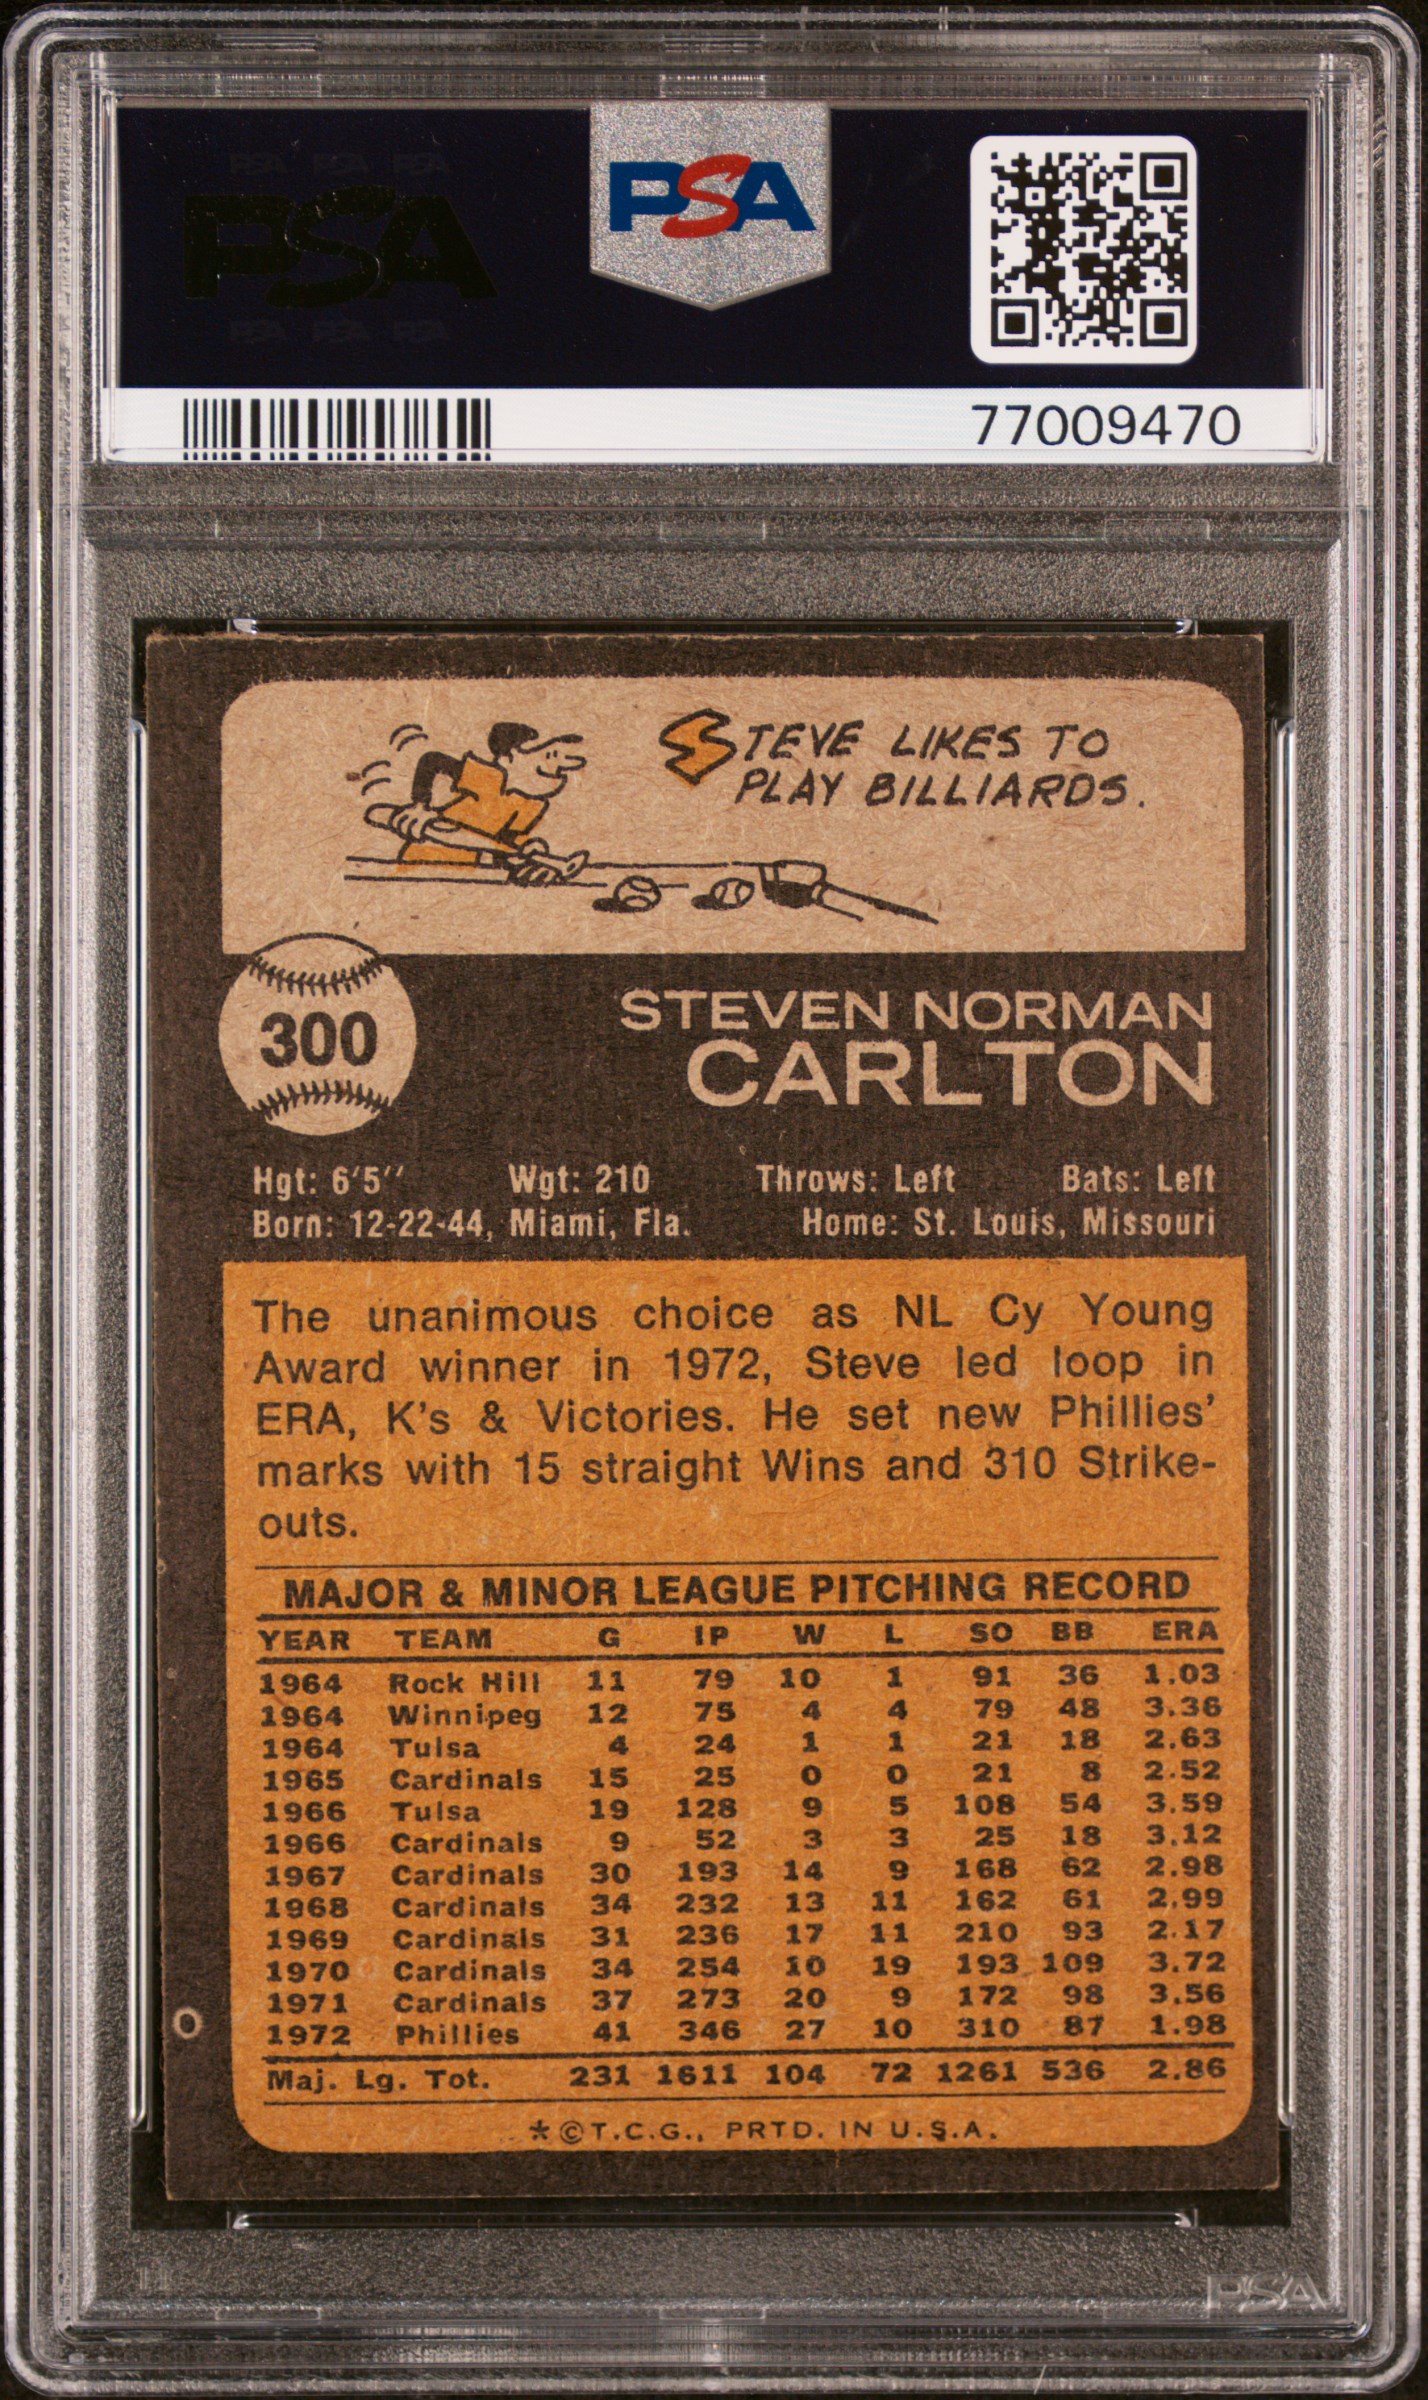 PSA PSA PSA
PSA
PSA PSA PSA
PSA
77009470
STEVE LIKES TO
PLAY BILLIARDS.
300
STEVEN NORMAN
CARLTON
Hgt: 6'5'' Wgt: 210 Throws: Left Bats: Left
Born: 12-22-44, Miami, Fla. Home: St. Louis, Missouri
The unanimous choice as NL Cy Young
Award winner in 1972, Steve led loop in
ERA, K's & Victories. He set new Phillies'
marks with 15 straight Wins and 310 Strike-
outs.
MAJOR & MINOR LEAGUE PITCHING RECORD
YEAR TEAM G IP W L SO BB ERA
1964 Rock Hill 11 79 10 1 91 36 1.03
1964 Winnipeg 12 75 4 4 79 48 3.36
1964 Tulsa 4 24 1 1 21 18 2.63
1965 Cardinals 15 25 0 0 21 8 2.52
1966 Tulsa 19 128 9 5 108 54 3.59
1966 Cardinals 9 52 3 3 25 18 3.12
1967 Cardinals 30 193 14 9 168 62 2.98
1968 Cardinals 34 232 13 11 162 61 2.99
1969 Cardinals 31 236 17 11 210 93 2.17
1970 Cardinals 34 254 10 19 193 109 3.72
1971 Cardinals 37 273 20 9 172 98 3.56
1972 Phillies 41 346 27 10 310 87 1.98
Maj. Lg. Tot. 231 1611 104 72 1261 536 2.86
*©T.C.G., PRTD. IN U.S.A.
PSA